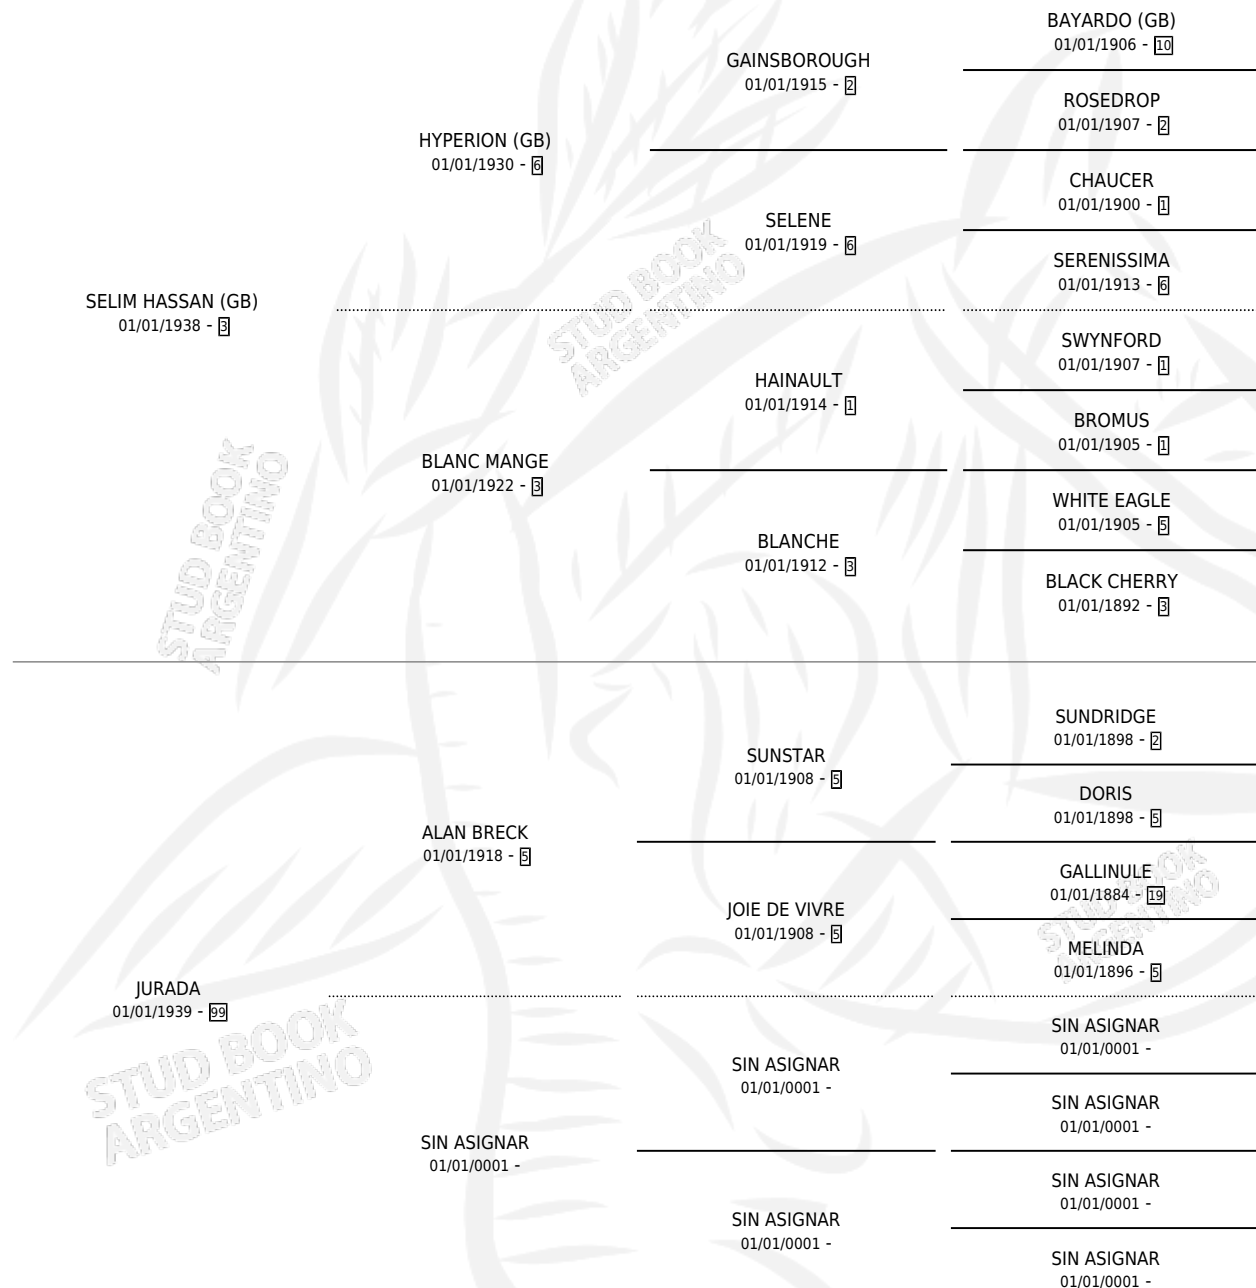 BAYARDO (GB)
01/01/1906 - 10
GAINSBOROUGH
01/01/1915 - 2
ROSEDROP
01/01/1907 - 2
HYPERION (GB)
01/01/1930 - 6
CHAUCER
01/01/1900 - 1
SELENE
01/01/1919 - 6
SERENISSIMA
01/01/1913 - 6
SELIM HASSAN (GB)
01/01/1938 - 3
SWYNFORD
01/01/1907 - 1
HAINAULT
01/01/1914 - 1
BROMUS
01/01/1905 - 1
BLANC MANGE
01/01/1922 - 3
WHITE EAGLE
01/01/1905 - 5
BLANCHE
01/01/1912 - 3
BLACK CHERRY
01/01/1892 - 3
SUNDRIDGE
01/01/1898 - 2
SUNSTAR
01/01/1908 - 5
DORIS
01/01/1898 - 5
ALAN BRECK
01/01/1918 - 5
GALLINULE
01/01/1884 - 19
JOIE DE VIVRE
01/01/1908 - 5
MELINDA
01/01/1896 - 5
JURADA
01/01/1939 - 99
SIN ASIGNAR
01/01/0001 -
SIN ASIGNAR
01/01/0001 -
SIN ASIGNAR
01/01/0001 -
SIN ASIGNAR
01/01/0001 -
SIN ASIGNAR
01/01/0001 -
SIN ASIGNAR
01/01/0001 -
SIN ASIGNAR
01/01/0001 -
STUD BOOK
ARGENTINO
STUD BOOK
ARGENTINO
STUD BOOK
ARGENTINO
STUD BOOK
ARGENTINO